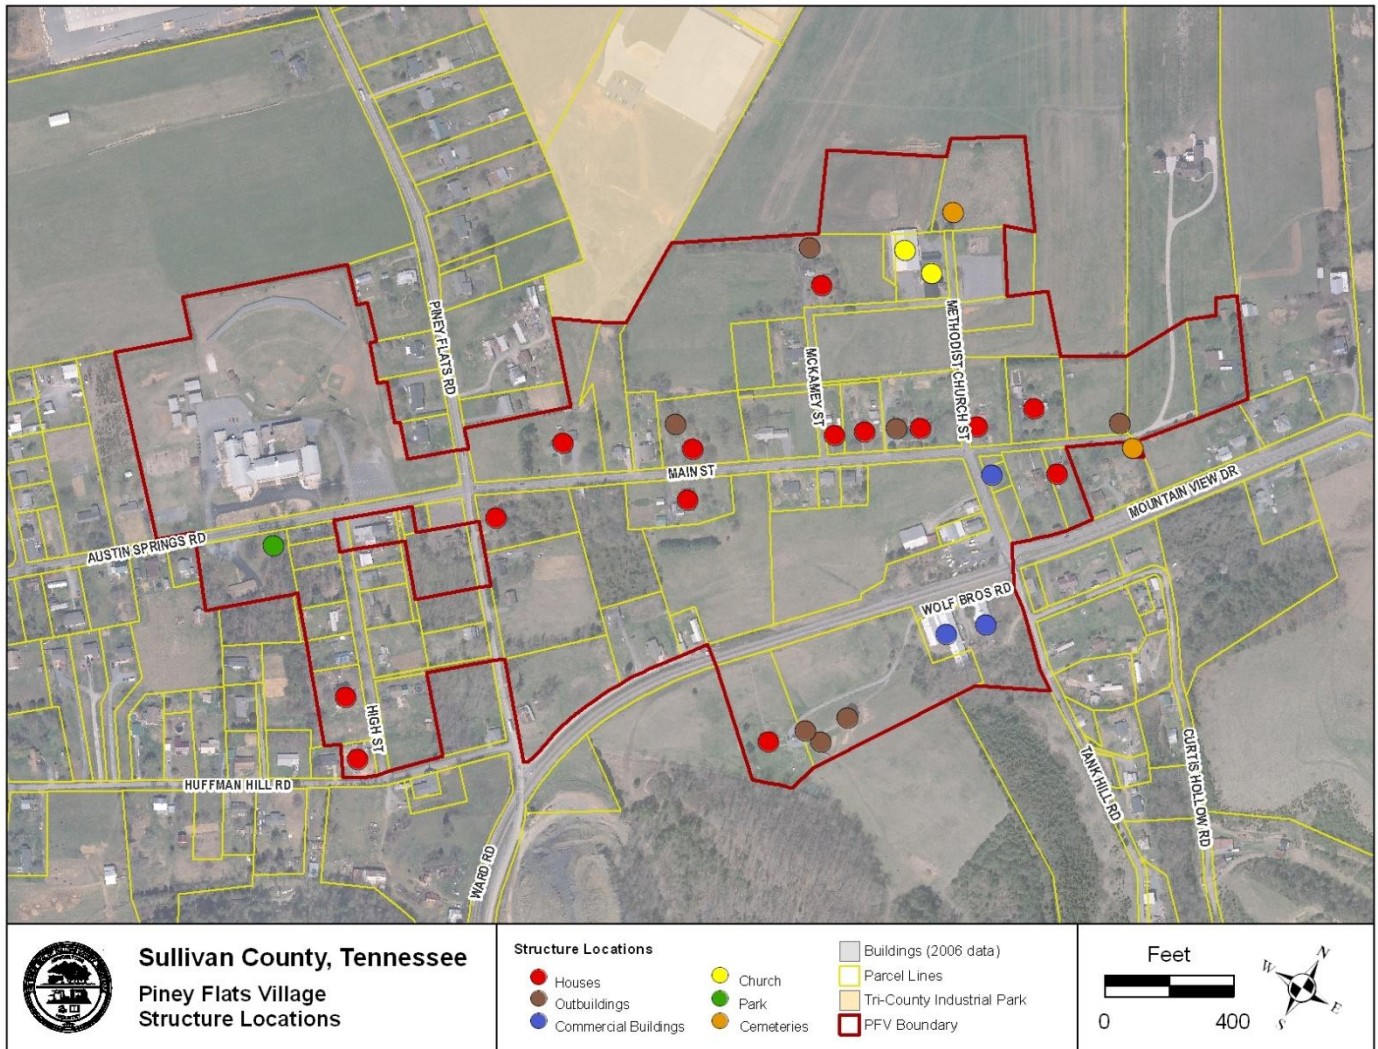 PINEY FLATS RD
METHODIST CHURCH ST
MCKAMEY ST
MAIN ST
MOUNTAIN VIEW DR
AUSTIN SPRINGS RD
WOLF BROS RD
HIGH ST
HUFFMAN HILL RD
TANK HILL RD
CURTIS HOLLOW RD
WARD RD
Sullivan County, Tennessee
Piney Flats Village
Structure Locations
Structure Locations
Houses
Outbuildings
Commercial Buildings
Church
Park
Cemeteries
Buildings (2006 data)
Parcel Lines
Tri-County Industrial Park
PFV Boundary
Feet
0 400
N
W
E
S